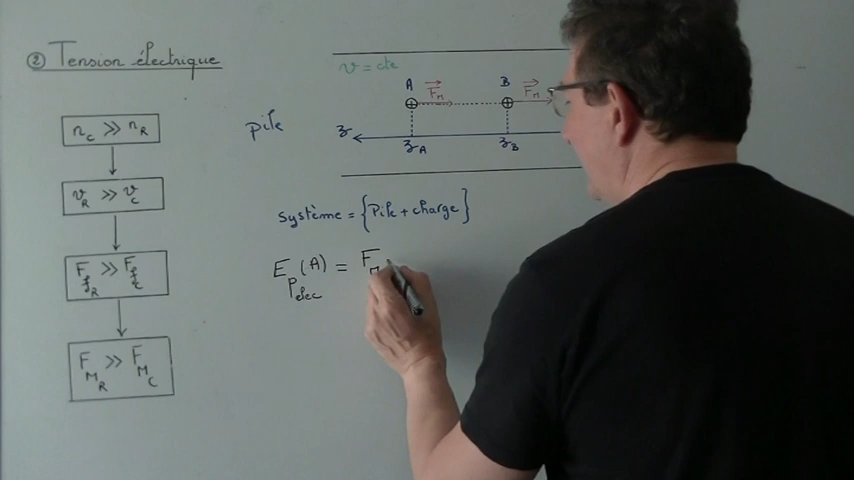 ② Tension électrique
n_C >> n_R
v_R >> v_C
F_f_R >> F_f_C
F_M_R >> F_M_C
pile
v = cte
A B
F_M F_M
z
z_A z_B
système = {Pile + charge}
E_p_elec (A) = F_M